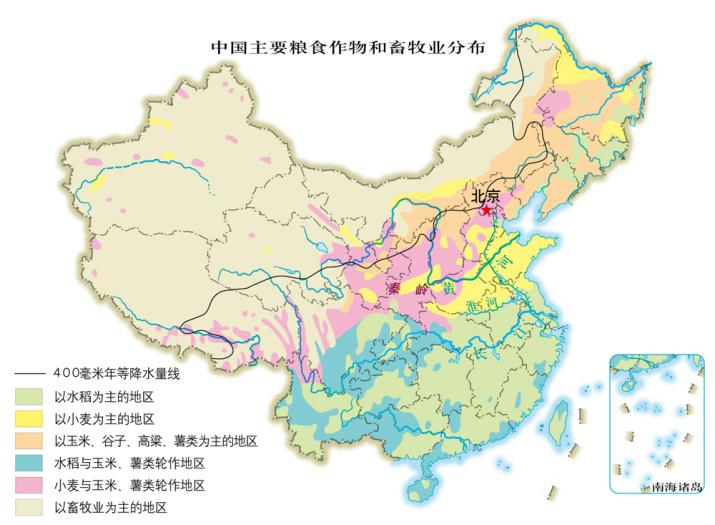 中国主要粮食作物和畜牧业分布
北京
秦岭
黄河
淮河
长
400毫米年等降水量线
以水稻为主的地区
以小麦为主的地区
以玉米、谷子、高粱、薯类为主的地区
水稻与玉米、薯类轮作地区
小麦与玉米、薯类轮作地区
以畜牧业为主的地区
南海诸岛